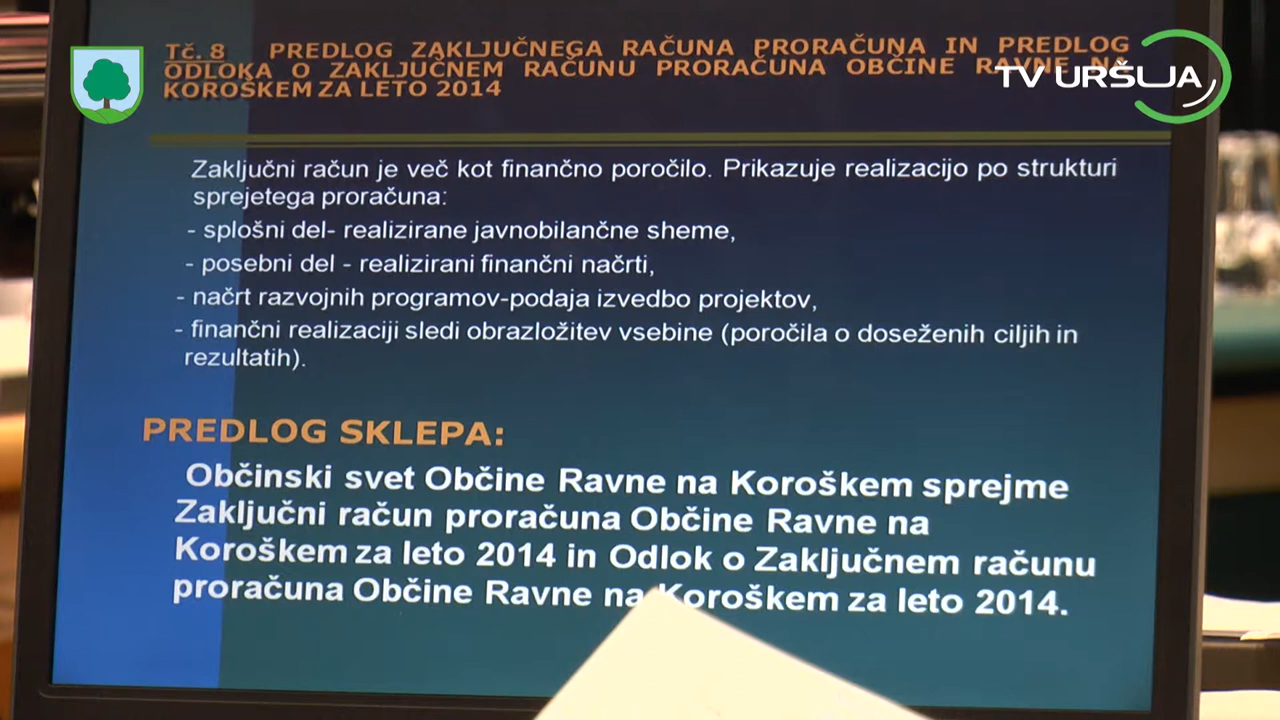 Tč. 8 PREDLOG ZAKLJUČNEGA RAČUNA PRORAČUNA IN PREDLOG
ODLOKA O ZAKLJUČNEM RAČUNU PRORAČUNA OBČINE RAVNE NA
KOROŠKEM ZA LETO 2014
TV URŠLJA
Zaključni račun je več kot finančno poročilo. Prikazuje realizacijo po strukturi
sprejetega proračuna:
- splošni del- realizirane javnobilančne sheme,
- posebni del - realizirani finančni načrti,
- načrt razvojnih programov-podaja izvedbo projektov,
- finančni realizaciji sledi obrazložitev vsebine (poročila o doseženih ciljih in
rezultatih).
PREDLOG SKLEPA:
Občinski svet Občine Ravne na Koroškem sprejme
Zaključni račun proračuna Občine Ravne na
Koroškem za leto 2014 in Odlok o Zaključnem računu
proračuna Občine Ravne na Koroškem za leto 2014.